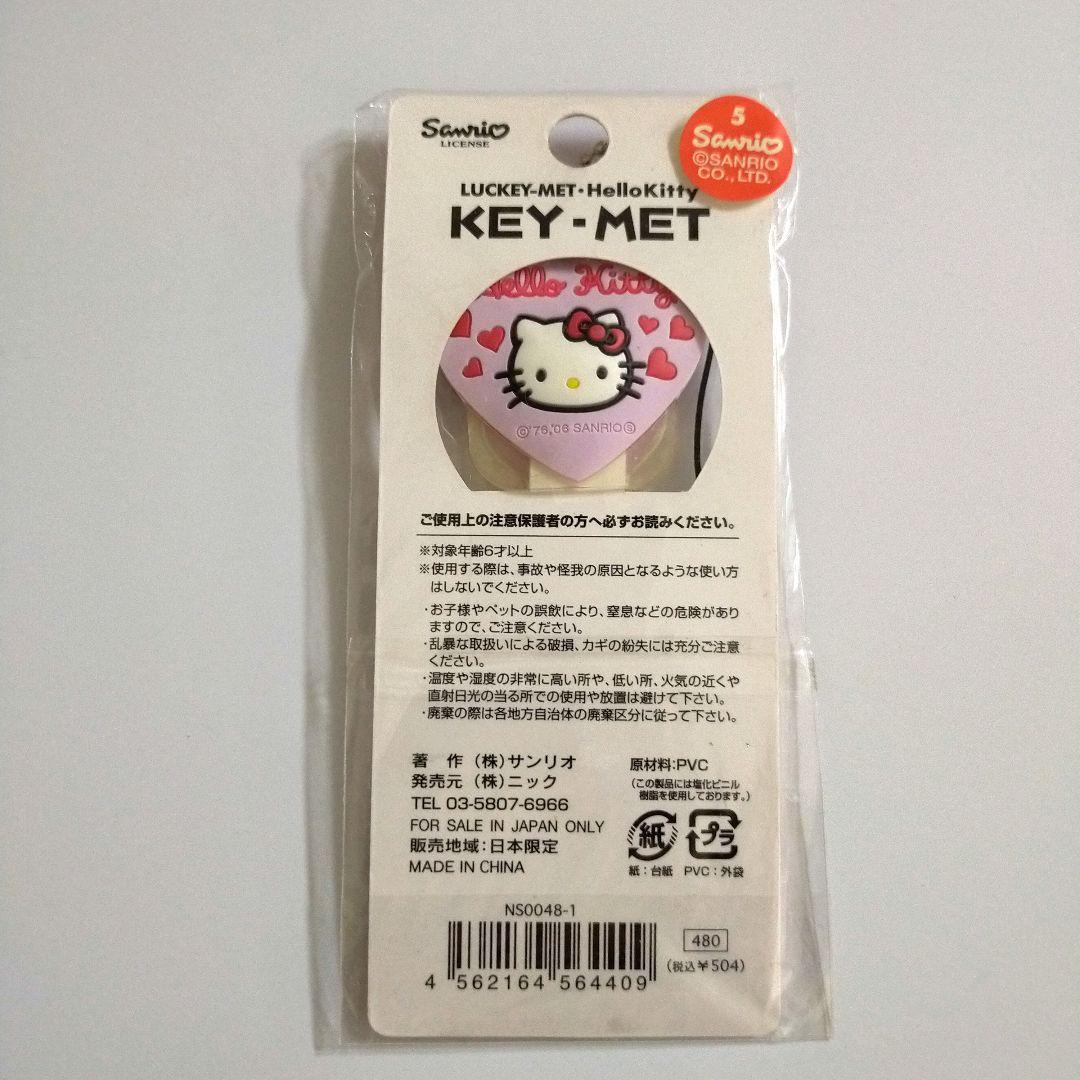 Sanrio
LICENSE
5
Sanrio
©SANRIO
CO.,LTD.
LUCKEY-MET・HelloKitty
KEY-MET
Hello Kitty
©'76,'06 SANRIO Ⓢ
ご使用上の注意保護者の方へ必ずお読みください。
※対象年齢6才以上
※使用する際は、事故や怪我の原因となるような使い方
はしないでください。
・お子様やペットの誤飲により、窒息などの危険があり
ますので、ご注意ください。
・乱暴な取扱いによる破損、カギの紛失には充分ご注意
ください。
・温度や湿度の非常に高い所や、低い所、火気の近くや
直射日光の当る所での使用や放置は避けて下さい。
・廃棄の際は各地方自治体の廃棄区分に従って下さい。
著 作 (株)サンリオ
発売元 (株)ニック
TEL 03-5807-6966
FOR SALE IN JAPAN ONLY
販売地域:日本限定
MADE IN CHINA
原材料:PVC
(この製品には塩化ビニル
樹脂を使用しております。)
紙 プラ
紙:台紙 PVC:外袋
NS0048-1
4 562164 564409
480
(税込¥504)